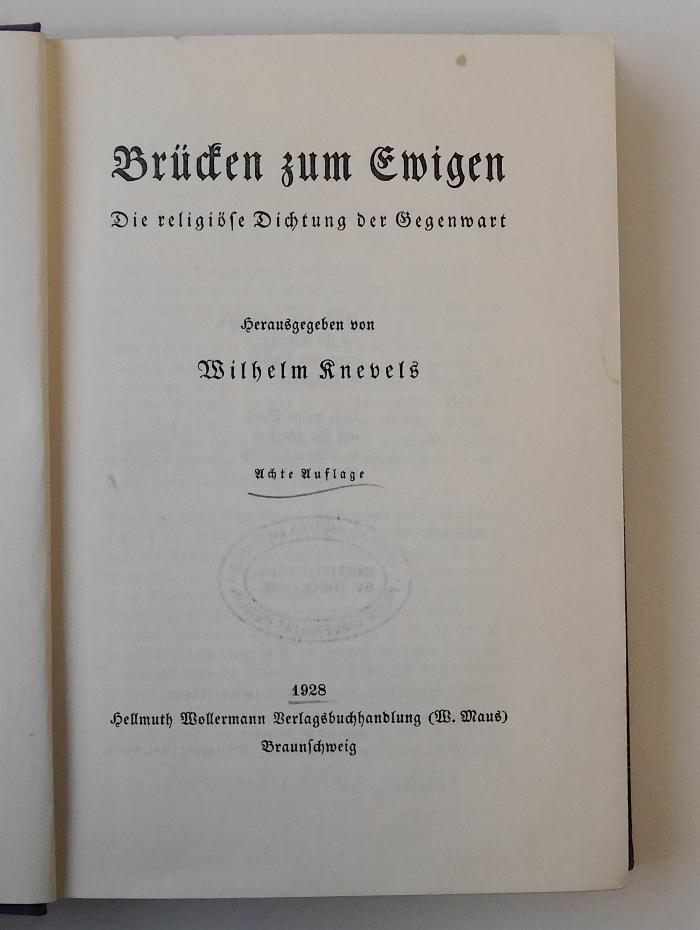 Brücken zum Ewigen
Die religiöse Dichtung der Gegenwart
Herausgegeben von
Wilhelm Knevels
Achte Auflage
1928
Hellmuth Wollermann Verlagsbuchhandlung (W. Maus)
Braunschweig